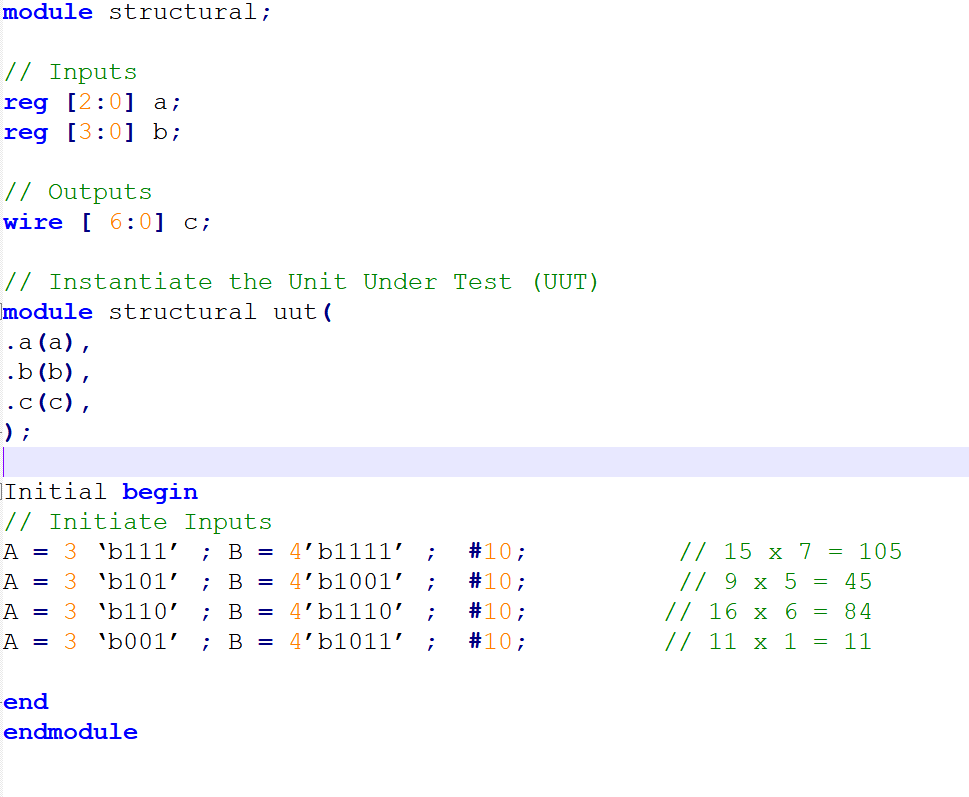 module structural;
// Inputs
reg [2:0] a;
reg [3:0] b;
// Outputs
wire [ 6:0] c;
// Instantiate the Unit Under Test (UUT)
module structural uut(
.a(a),
.b(b),
.c(c),
);
Initial begin
// Initiate Inputs
A = 3 ‘b111’ ; B = 4’b1111’ ; #10; // 15 x 7 = 105
A = 3 ‘b101’ ; B = 4’b1001’ ; #10; // 9 x 5 = 45
A = 3 ‘b110’ ; B = 4’b1110’ ; #10; // 16 x 6 = 84
A = 3 ‘b001’ ; B = 4’b1011’ ; #10; // 11 x 1 = 11
end
endmodule